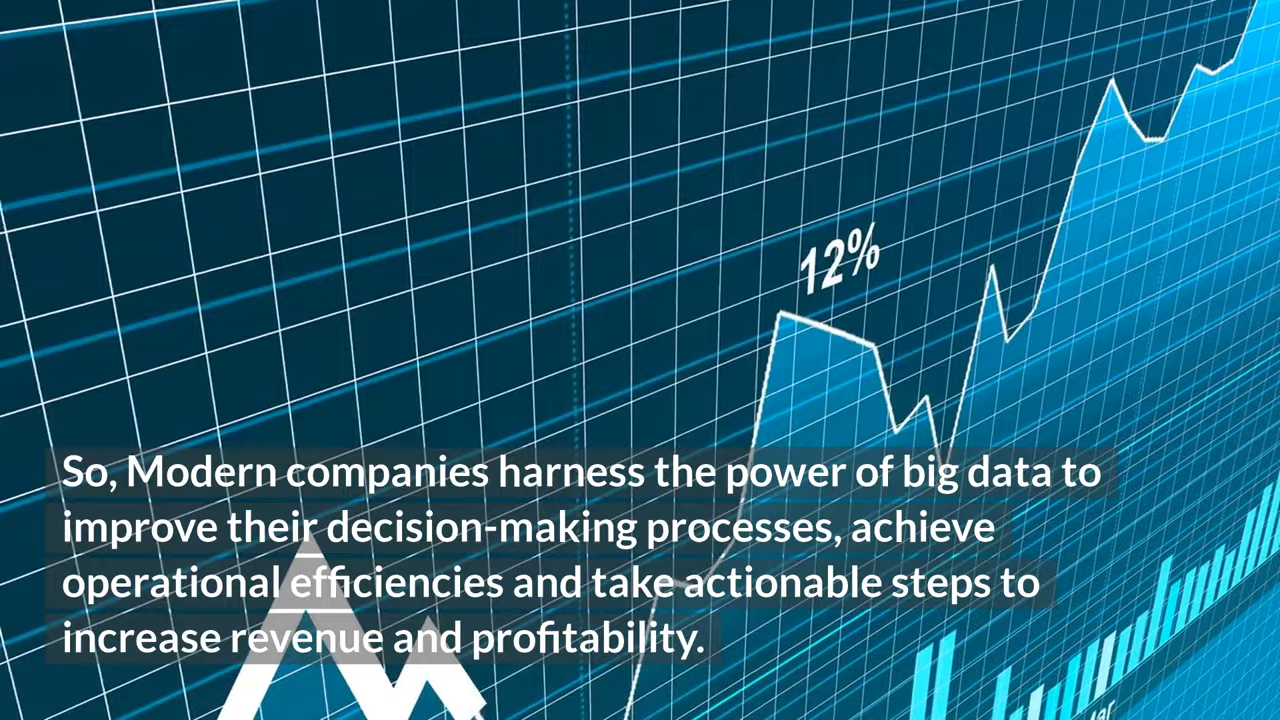 12%
So, Modern companies harness the power of big data to
improve their decision-making processes, achieve
operational efficiencies and take actionable steps to
increase revenue and profitability.